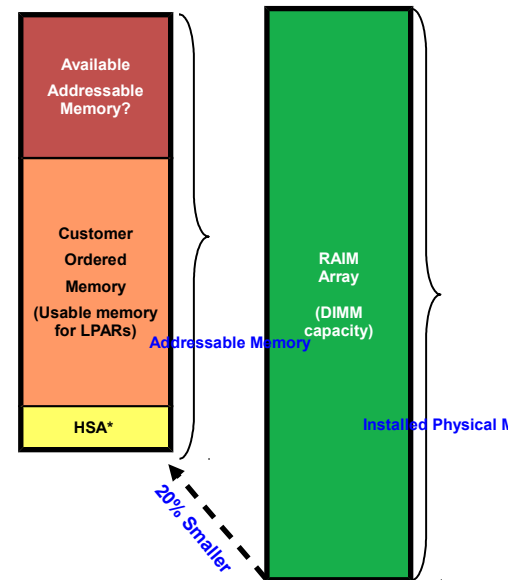 Available
Addressable
Memory?
Customer
Ordered
Memory
(Usable memory
for LPARs)
HSA*
Addressable Memory
20% Smaller
RAIM
Array
(DIMM
capacity)
Installed Physical M